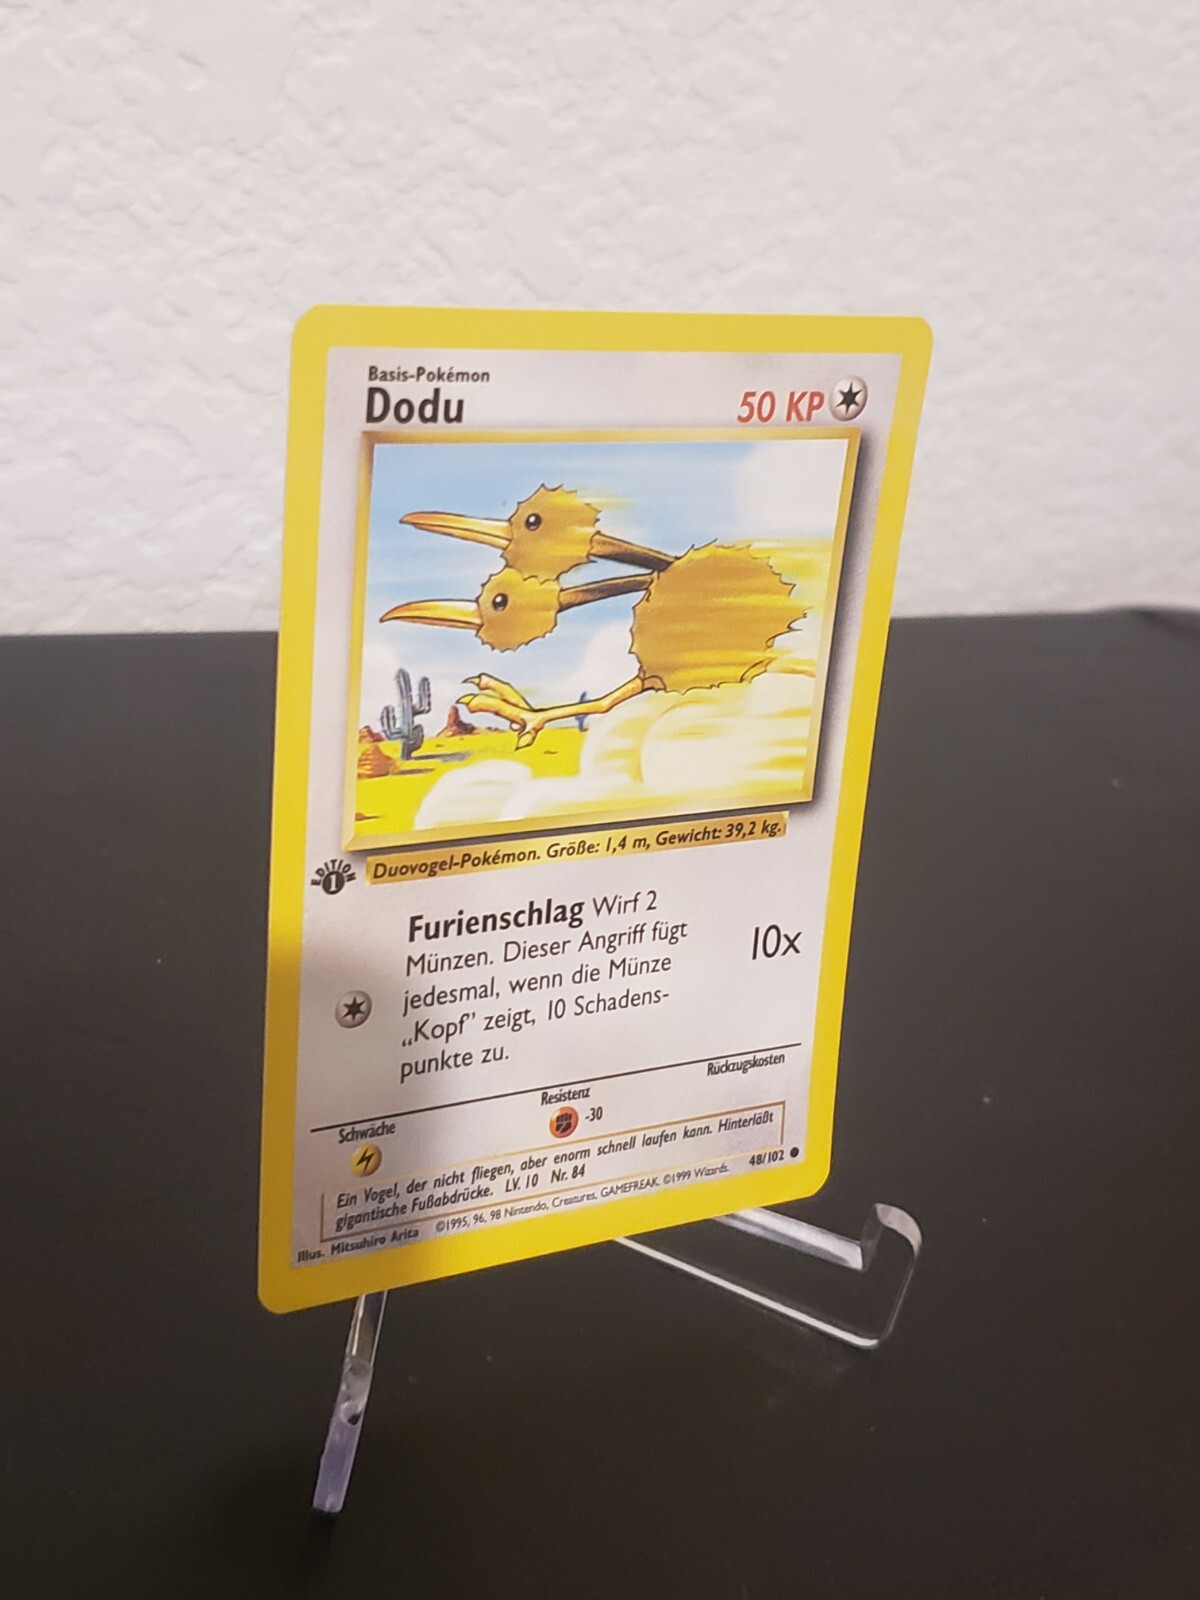 Basis-Pokémon
Dodu
50 KP
Duovogel-Pokémon. Größe: 1,4 m, Gewicht: 39,2 kg.
EDITION
1
Furienschlag Wirf 2
Münzen. Dieser Angriff fügt
jedesmal, wenn die Münze
„Kopf” zeigt, 10 Schadens-
punkte zu.
10x
Schwäche
Resistenz
Rückzugskosten
-30
Ein Vogel, der nicht fliegen, aber enorm schnell laufen kann. Hinterläßt
gigantische Fußabdrücke. LV. 10 Nr. 84
Illus. Mitsuhiro Arita
©1995, 96, 98 Nintendo, Creatures, GAMEFREAK. ©1999 Wizards.
48/102